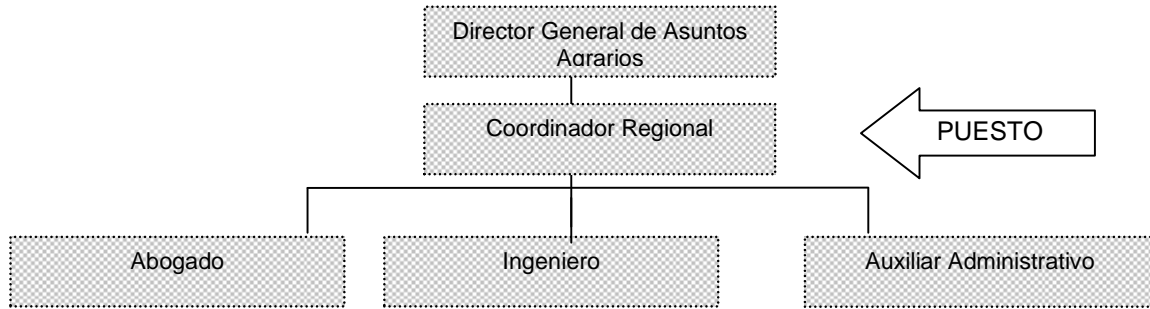 Director General de Asuntos
Agrarios
Coordinador Regional
PUESTO
Abogado
Ingeniero
Auxiliar Administrativo